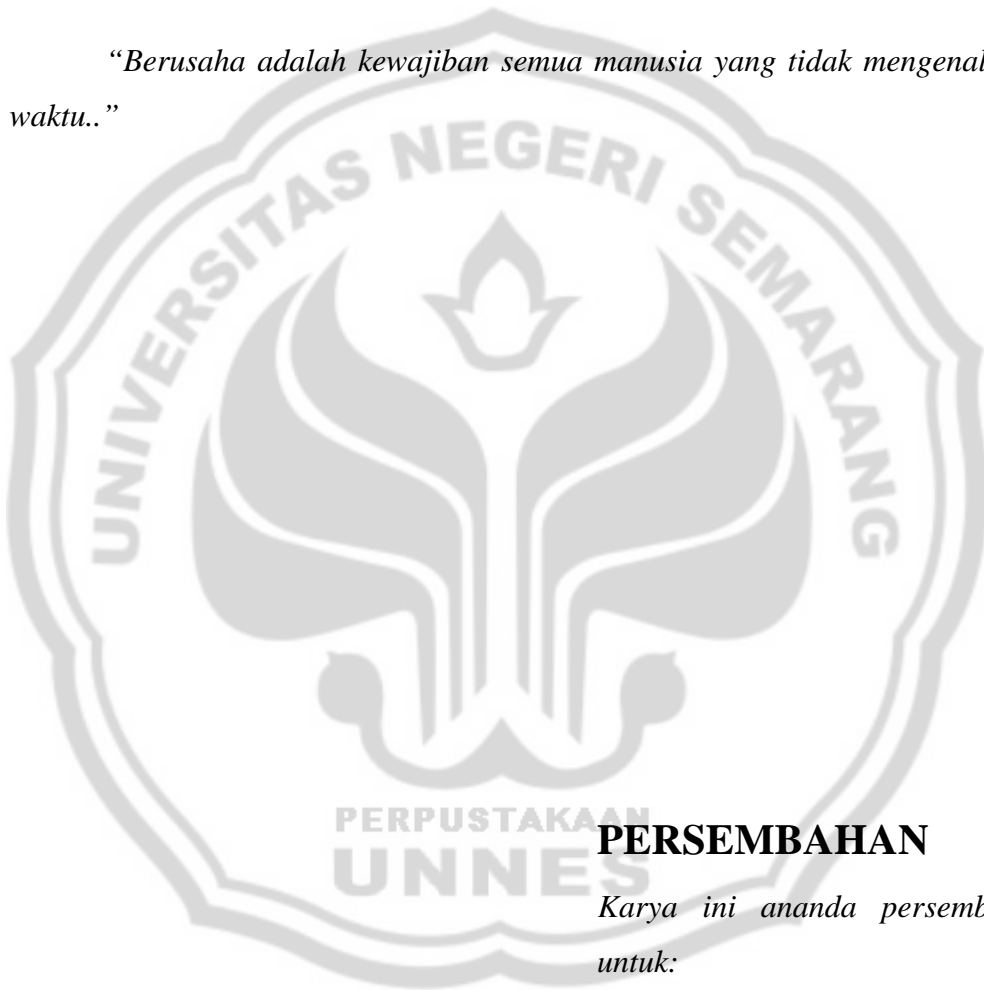 “Berusaha adalah kewajiban semua manusia yang tidak mengenal
waktu..”
UNIVERSITAS NEGERI SEMARANG
PERPUSTAKAAN
UNNES
PERSEMBAHAN
Karya ini ananda
untuk: